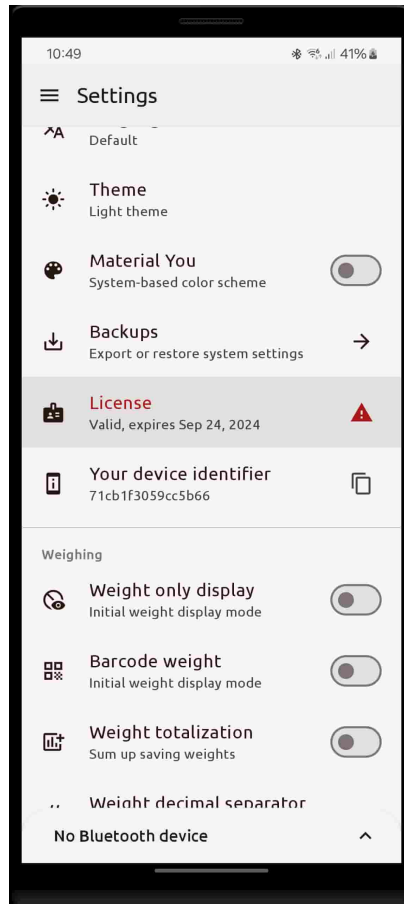 10:49
41%
Settings
Default
Theme
Light theme
Material You
System-based color scheme
Backups
Export or restore system settings
License
Valid, expires Sep 24, 2024
Your device identifier
71cb1f3059cc5b66
Weighing
Weight only display
Initial weight display mode
Barcode weight
Initial weight display mode
Weight totalization
Sum up saving weights
Weight decimal separator
No Bluetooth device